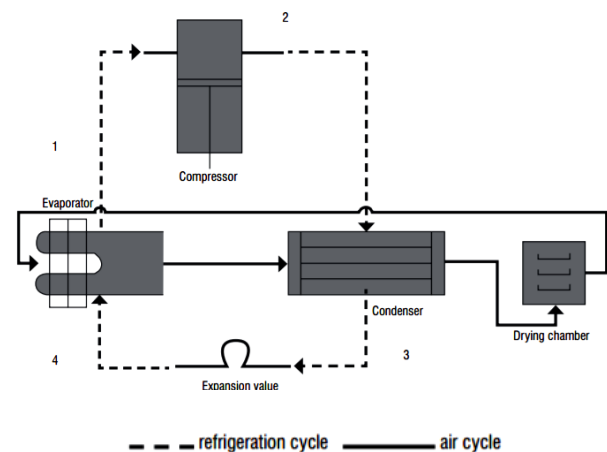 2
1
Compressor
Evaporator
Condenser
Drying chamber
4
3
Expansion value
refrigeration cycle
air cycle